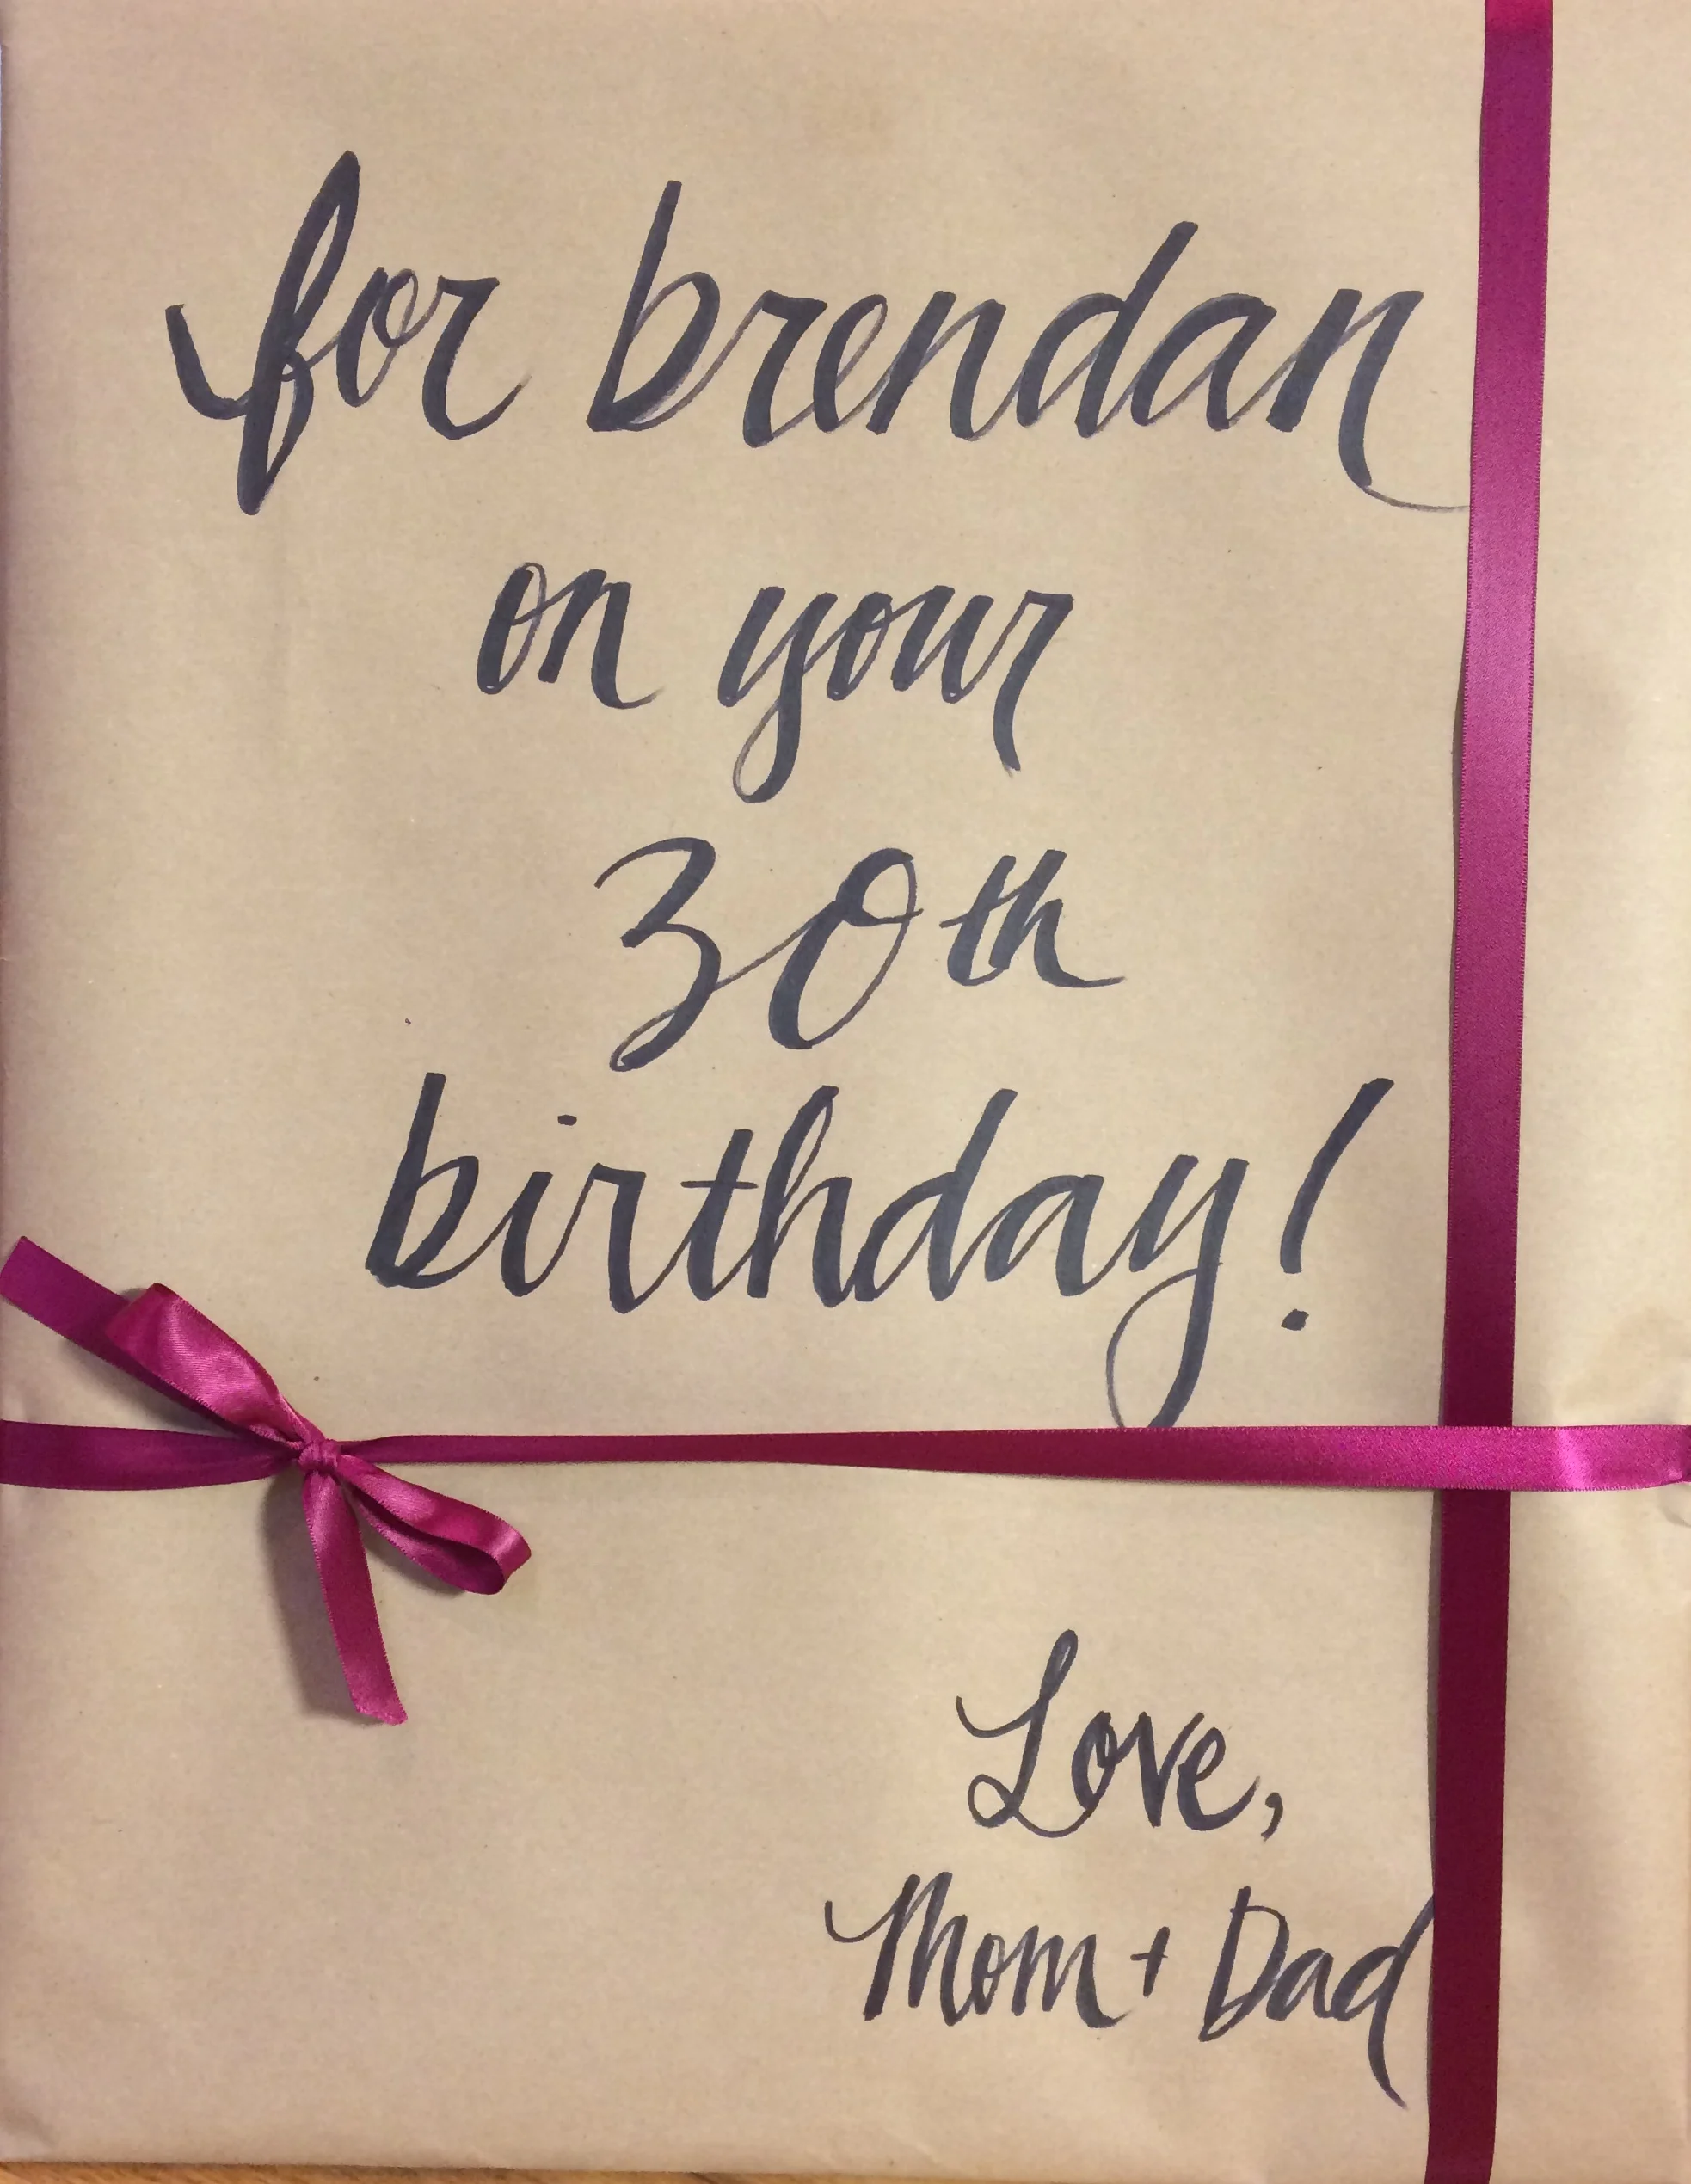 for brendan
on your
30th
birthday!
Love,
Mom + Dad